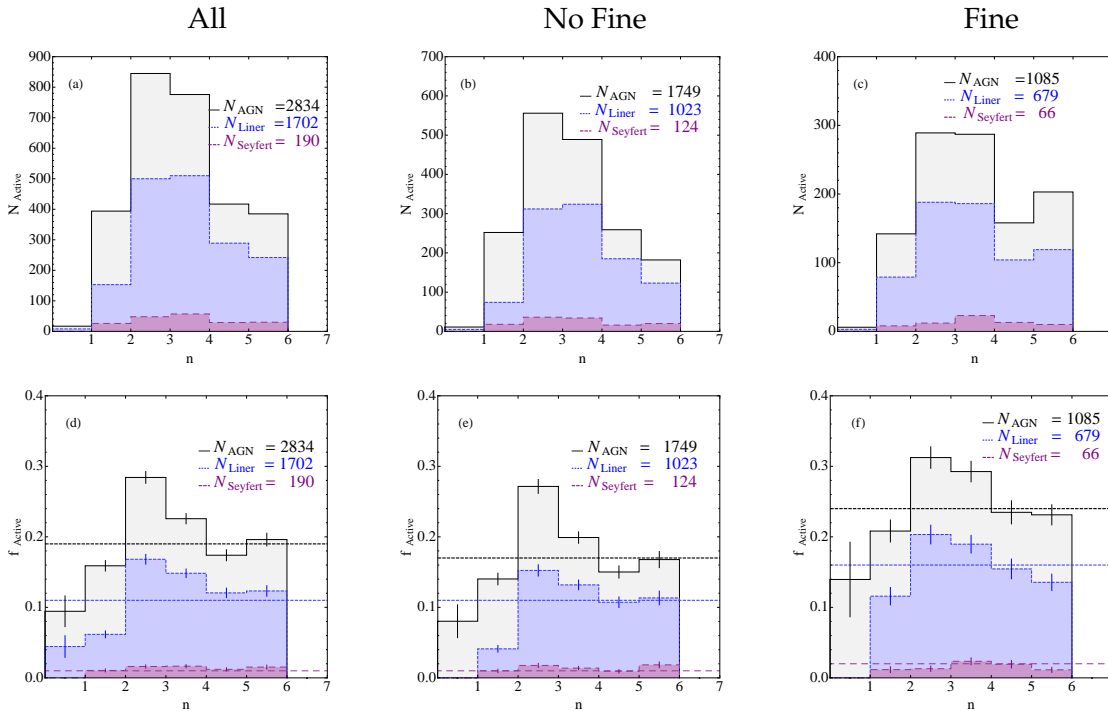 All No Fine Fine
(a)
N_AGN =2834
N_Liner =1702
N_Seyfert = 190
900
800
700
600
500
400
300
200
100
0
N_Active
1 2 3 4 5 6 7
n
(b)
N_AGN = 1749
N_Liner = 1023
N_Seyfert = 124
700
600
500
400
300
200
100
0
N_Active
1 2 3 4 5 6 7
n
(c)
N_AGN =1085
N_Liner = 679
N_Seyfert = 66
400
300
200
100
0
N_Active
1 2 3 4 5 6
n
(d)
N_AGN = 2834
N_Liner = 1702
N_Seyfert = 190
0.4
0.3
0.2
0.1
0.0
f_Active
1 2 3 4 5 6 7
n
(e)
N_AGN = 1749
N_Liner = 1023
N_Seyfert = 124
0.4
0.3
0.2
0.1
0.0
f_Active
1 2 3 4 5 6 7
n
(f)
N_AGN = 1085
N_Liner = 679
N_Seyfert = 66
0.4
0.3
0.2
0.1
0.0
f_Active
1 2 3 4 5 6
n